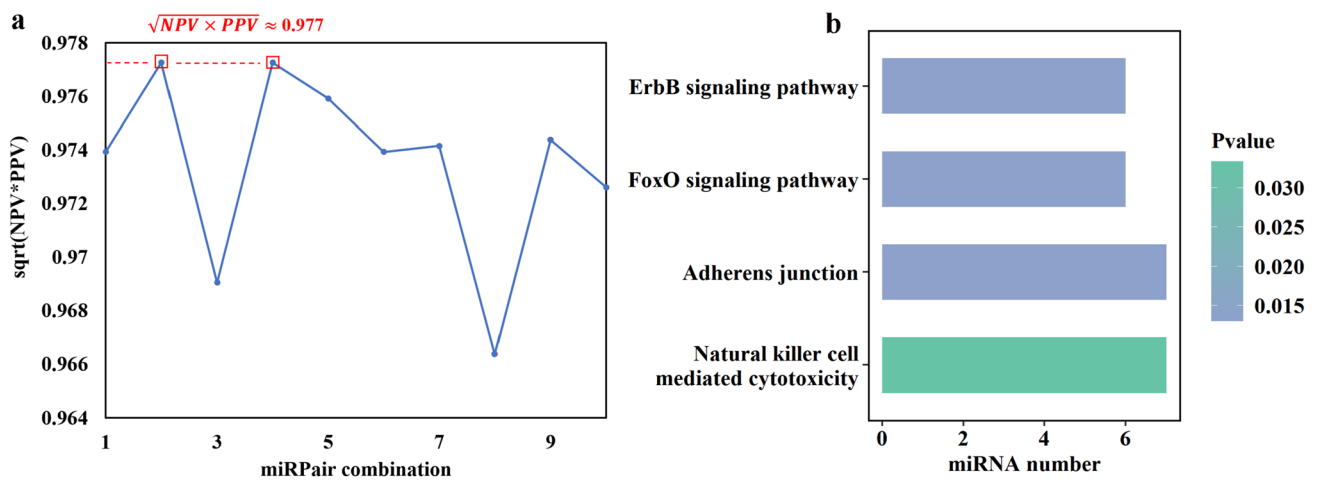 a
√NPV × PPV ≈ 0.977
0.978
0.976
0.974
0.972
0.97
0.968
0.966
0.964
sqrt(NPV*PPV)
1
3
5
7
9
miRPair combination
b
ErbB signaling pathway
FoxO signaling pathway
Adherens junction
Natural killer cell
mediated cytotoxicity
0
2
4
6
miRNA number
Pvalue
0.030
0.025
0.020
0.015